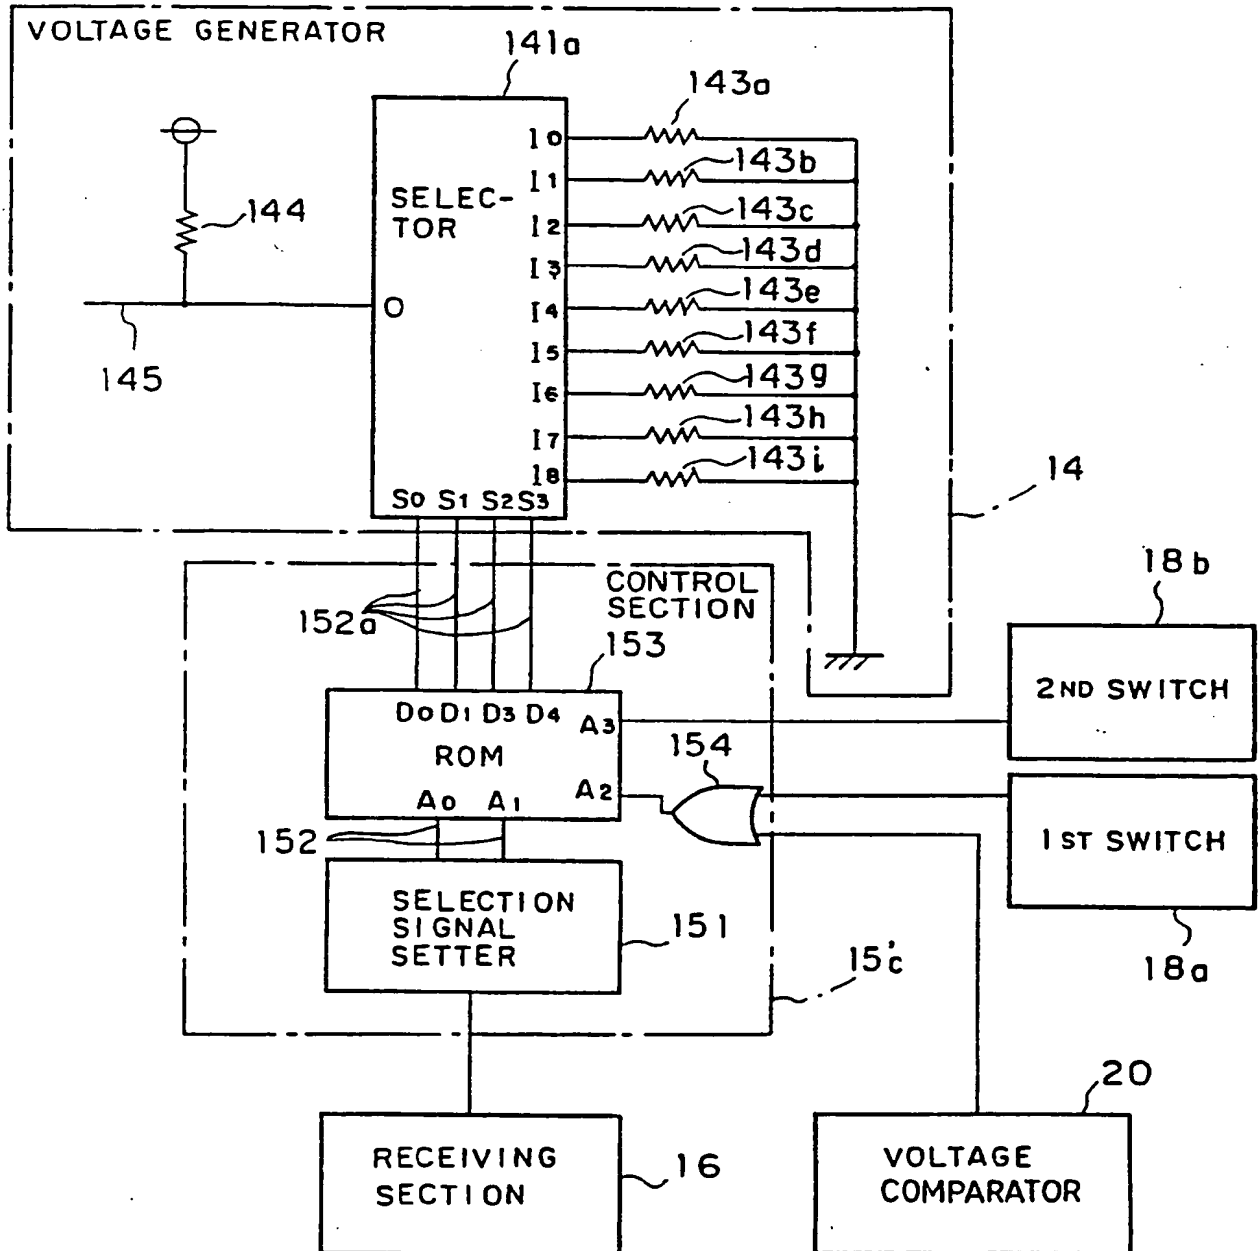 VOLTAGE GENERATOR
141a
143a
I0
143b
I1
SELEC-
TOR
144
143c
I2
143d
I3
143e
O
I4
143f
145
I5
143g
I6
143h
I7
143i
I8
14
S0 S1 S2 S3
CONTROL
SECTION
18b
152a
153
2ND SWITCH
D0 D1 D3 D4
A3
ROM
154
A2
A0 A1
152
1ST SWITCH
SELECTION
SIGNAL
SETTER
151
15'c
18a
20
RECEIVING
SECTION
16
VOLTAGE
COMPARATOR